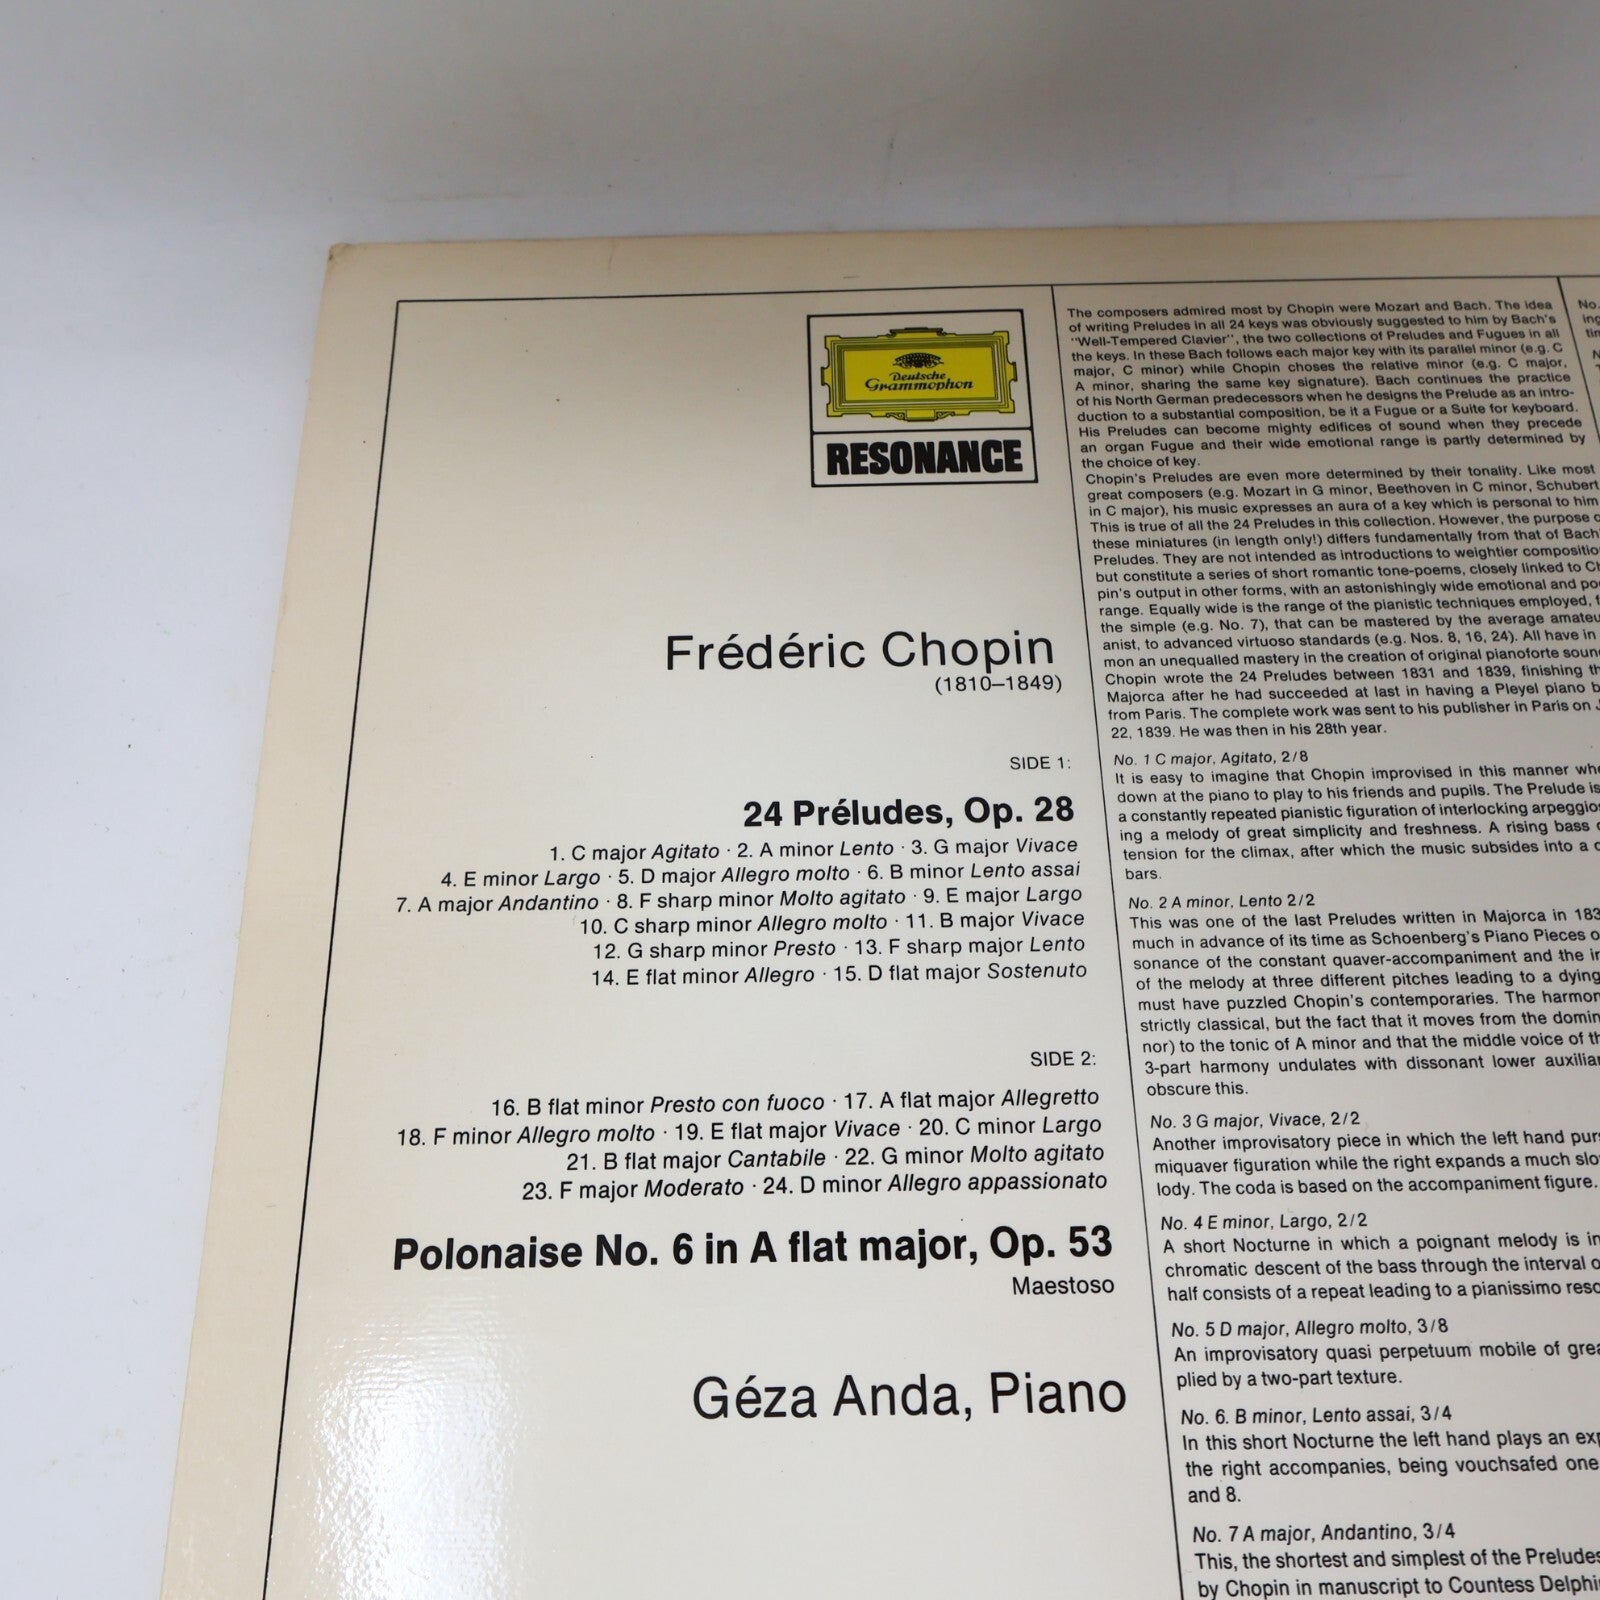 Deutsche
Grammophon
RESONANCE
Frédéric Chopin
(1810–1849)
SIDE 1:
24 Préludes, Op. 28
1. C major Agitato · 2. A minor Lento · 3. G major Vivace
4. E minor Largo · 5. D major Allegro molto · 6. B minor Lento assai
7. A major Andantino · 8. F sharp minor Molto agitato · 9. E major Largo
10. C sharp minor Allegro molto · 11. B major Vivace
12. G sharp minor Presto · 13. F sharp major Lento
14. E flat minor Allegro · 15. D flat major Sostenuto
SIDE 2:
16. B flat minor Presto con fuoco · 17. A flat major Allegretto
18. F minor Allegro molto · 19. E flat major Vivace · 20. C minor Largo
21. B flat major Cantabile · 22. G minor Molto agitato
23. F major Moderato · 24. D minor Allegro appassionato
Polonaise No. 6 in A flat major, Op. 53
Maestoso
Géza Anda, Piano
The composers admired most by Chopin were Mozart and Bach. The idea
of writing Preludes in all 24 keys was obviously suggested to him by Bach's
"Well-Tempered Clavier", the two collections of Preludes and Fugues in all
the keys. In these Bach follows each major key with its parallel minor (e.g. C
major, C minor) while Chopin choses the relative minor (e.g. C major,
A minor, sharing the same key signature). Bach continues the practice
of his North German predecessors when he designs the Prelude as an intro-
duction to a substantial composition, be it a Fugue or a Suite for keyboard.
His Preludes can become mighty edifices of sound when they precede
an organ Fugue and their wide emotional range is partly determined by
the choice of key.
Chopin's Preludes are even more determined by their tonality. Like most
great composers (e.g. Mozart in G minor, Beethoven in C minor, Schubert
in C major), his music expresses an aura of a key which is personal to him
This is true of all the 24 Preludes in this collection. However, the purpose
these miniatures (in length only!) differs fundamentally from that of Bach
Preludes. They are not intended as introductions to weightier compositio
but constitute a series of short romantic tone-poems, closely linked to Ch
pin's output in other forms, with an astonishingly wide emotional and po
range. Equally wide is the range of the pianistic techniques employed,
the simple (e.g. No. 7), that can be mastered by the average amateu
anist, to advanced virtuoso standards (e.g. Nos. 8, 16, 24). All have in
mon an unequalled mastery in the creation of original pianoforte soun
Chopin wrote the 24 Preludes between 1831 and 1839, finishing th
Majorca after he had succeeded at last in having a Pleyel piano b
from Paris. The complete work was sent to his publisher in Paris on J
22, 1839. He was then in his 28th year.
No. 1 C major, Agitato, 2/8
It is easy to imagine that Chopin improvised in this manner whe
down at the piano to play to his friends and pupils. The Prelude is
a constantly repeated pianistic figuration of interlocking arpeggios
ing a melody of great simplicity and freshness. A rising bass
tension for the climax, after which the music subsides into a
bars.
No. 2 A minor, Lento 2/2
This was one of the last Preludes written in Majorca in 183
much in advance of its time as Schoenberg's Piano Pieces o
sonance of the constant quaver-accompaniment and the in
of the melody at three different pitches leading to a dying
must have puzzled Chopin's contemporaries. The harmon
strictly classical, but the fact that it moves from the domin
nor) to the tonic of A minor and that the middle voice of th
3-part harmony undulates with dissonant lower auxiliar
obscure this.
No. 3 G major, Vivace, 2/2
Another improvisatory piece in which the left hand purs
miquaver figuration while the right expands a much slo
lody. The coda is based on the accompaniment figure.
No. 4 E minor, Largo, 2/2
A short Nocturne in which a poignant melody is in
chromatic descent of the bass through the interval o
half consists of a repeat leading to a pianissimo reso
No. 5 D major, Allegro molto, 3/8
An improvisatory quasi perpetuum mobile of grea
plied by a two-part texture.
No. 6. B minor, Lento assai, 3/4
In this short Nocturne the left hand plays an exp
the right accompanies, being vouchsafed one
and 8.
No. 7 A major, Andantino, 3/4
This, the shortest and simplest of the Preludes
by Chopin in manuscript to Countess Delphi
No.
ing
tim